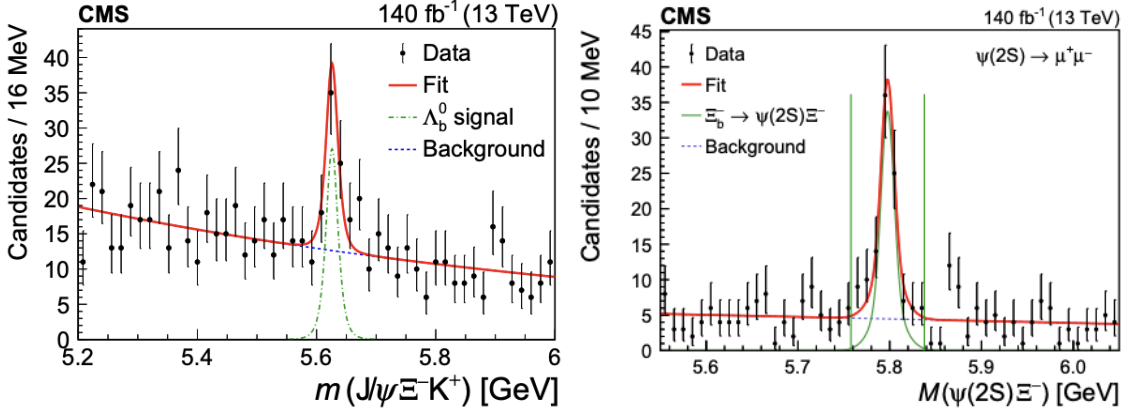 CMS 140 fb⁻¹ (13 TeV)
Candidates / 16 MeV
40
35
30
25
20
15
10
5
0
Data
Fit
Λ⁰_b signal
Background
5.2 5.4 5.6 5.8 6
m (J/ψ Ξ⁻K⁺) [GeV]
CMS 140 fb⁻¹ (13 TeV)
Candidates / 10 MeV
45
40
35
30
25
20
15
10
5
0
Data
Fit
Ξ⁻_b → ψ(2S)Ξ⁻
Background
ψ(2S) → μ⁺μ⁻
5.6 5.7 5.8 5.9 6.0
M(ψ(2S)Ξ⁻) [GeV]